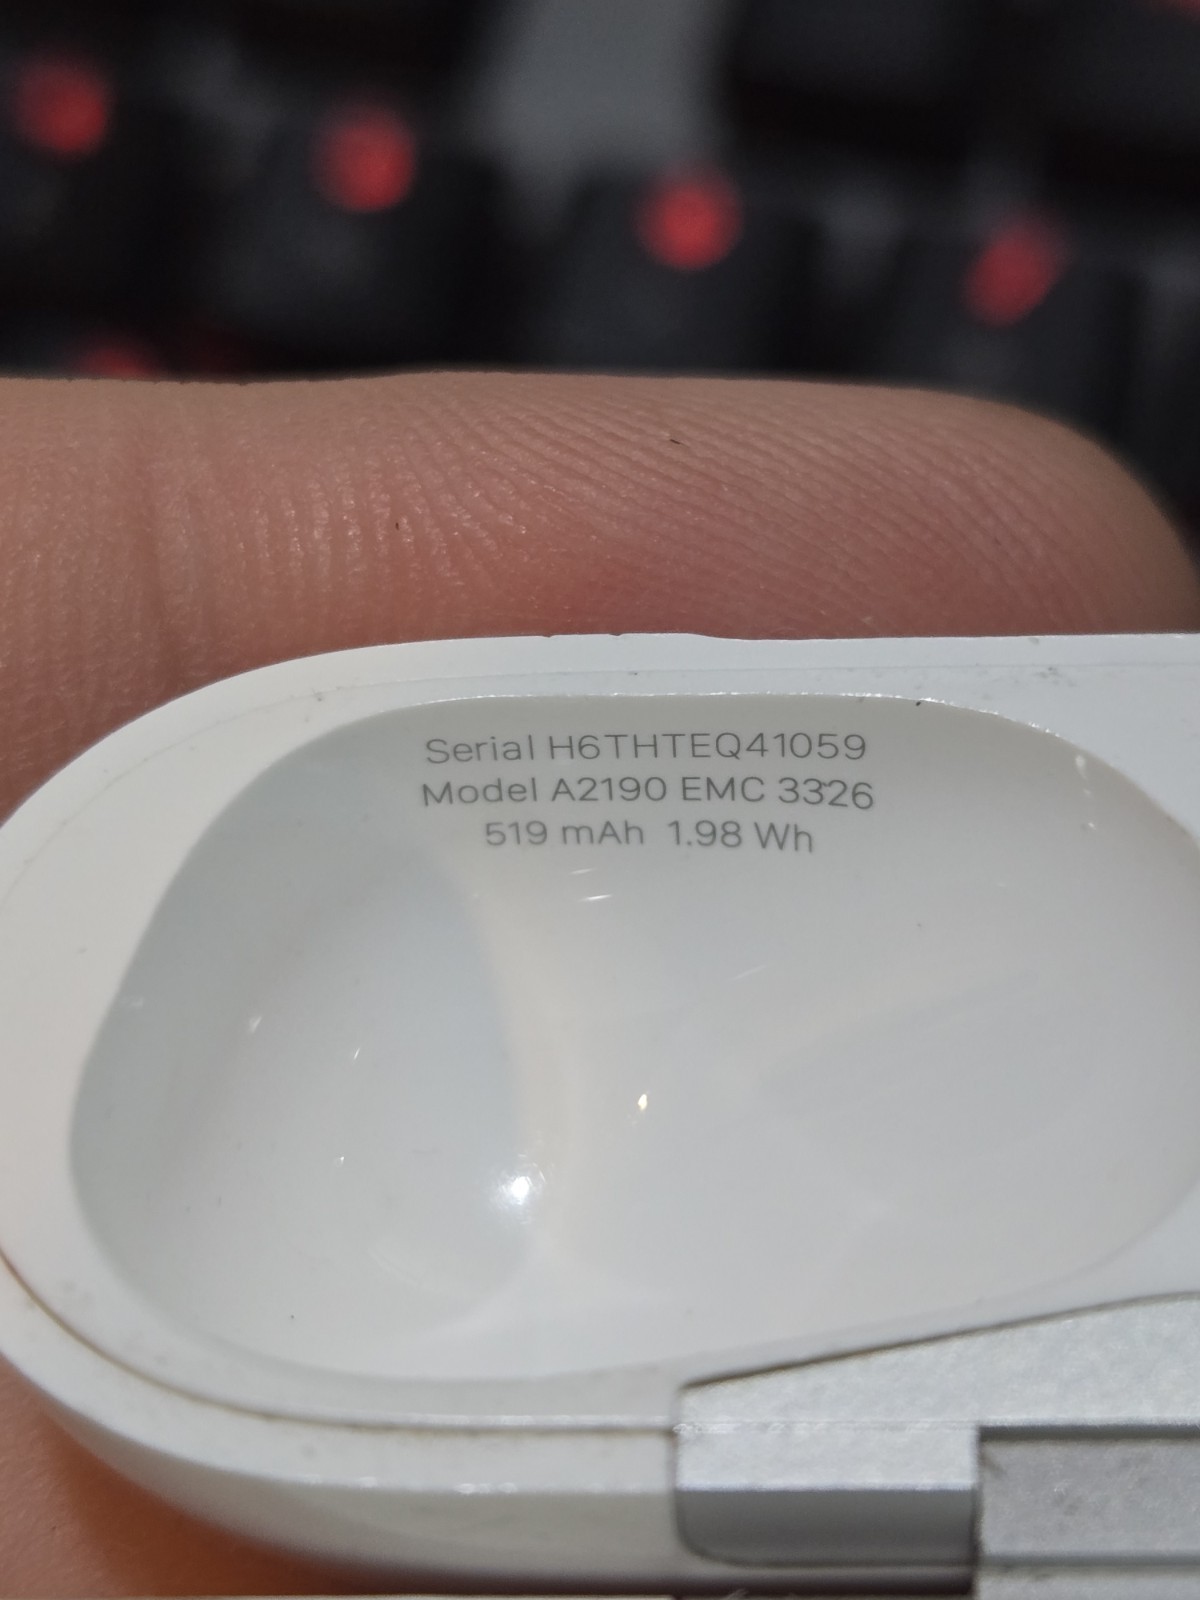 Serial H6THTEQ41059
Model A2190 EMC 3326
519 mAh 1.98 Wh